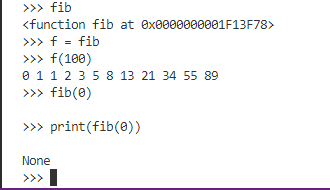 >>> fib
<function fib at 0x0000000001F13F78>
>>> f = fib
>>> f(100)
0 1 1 2 3 5 8 13 21 34 55 89
>>> fib(0)
>>> print(fib(0))
None
>>>